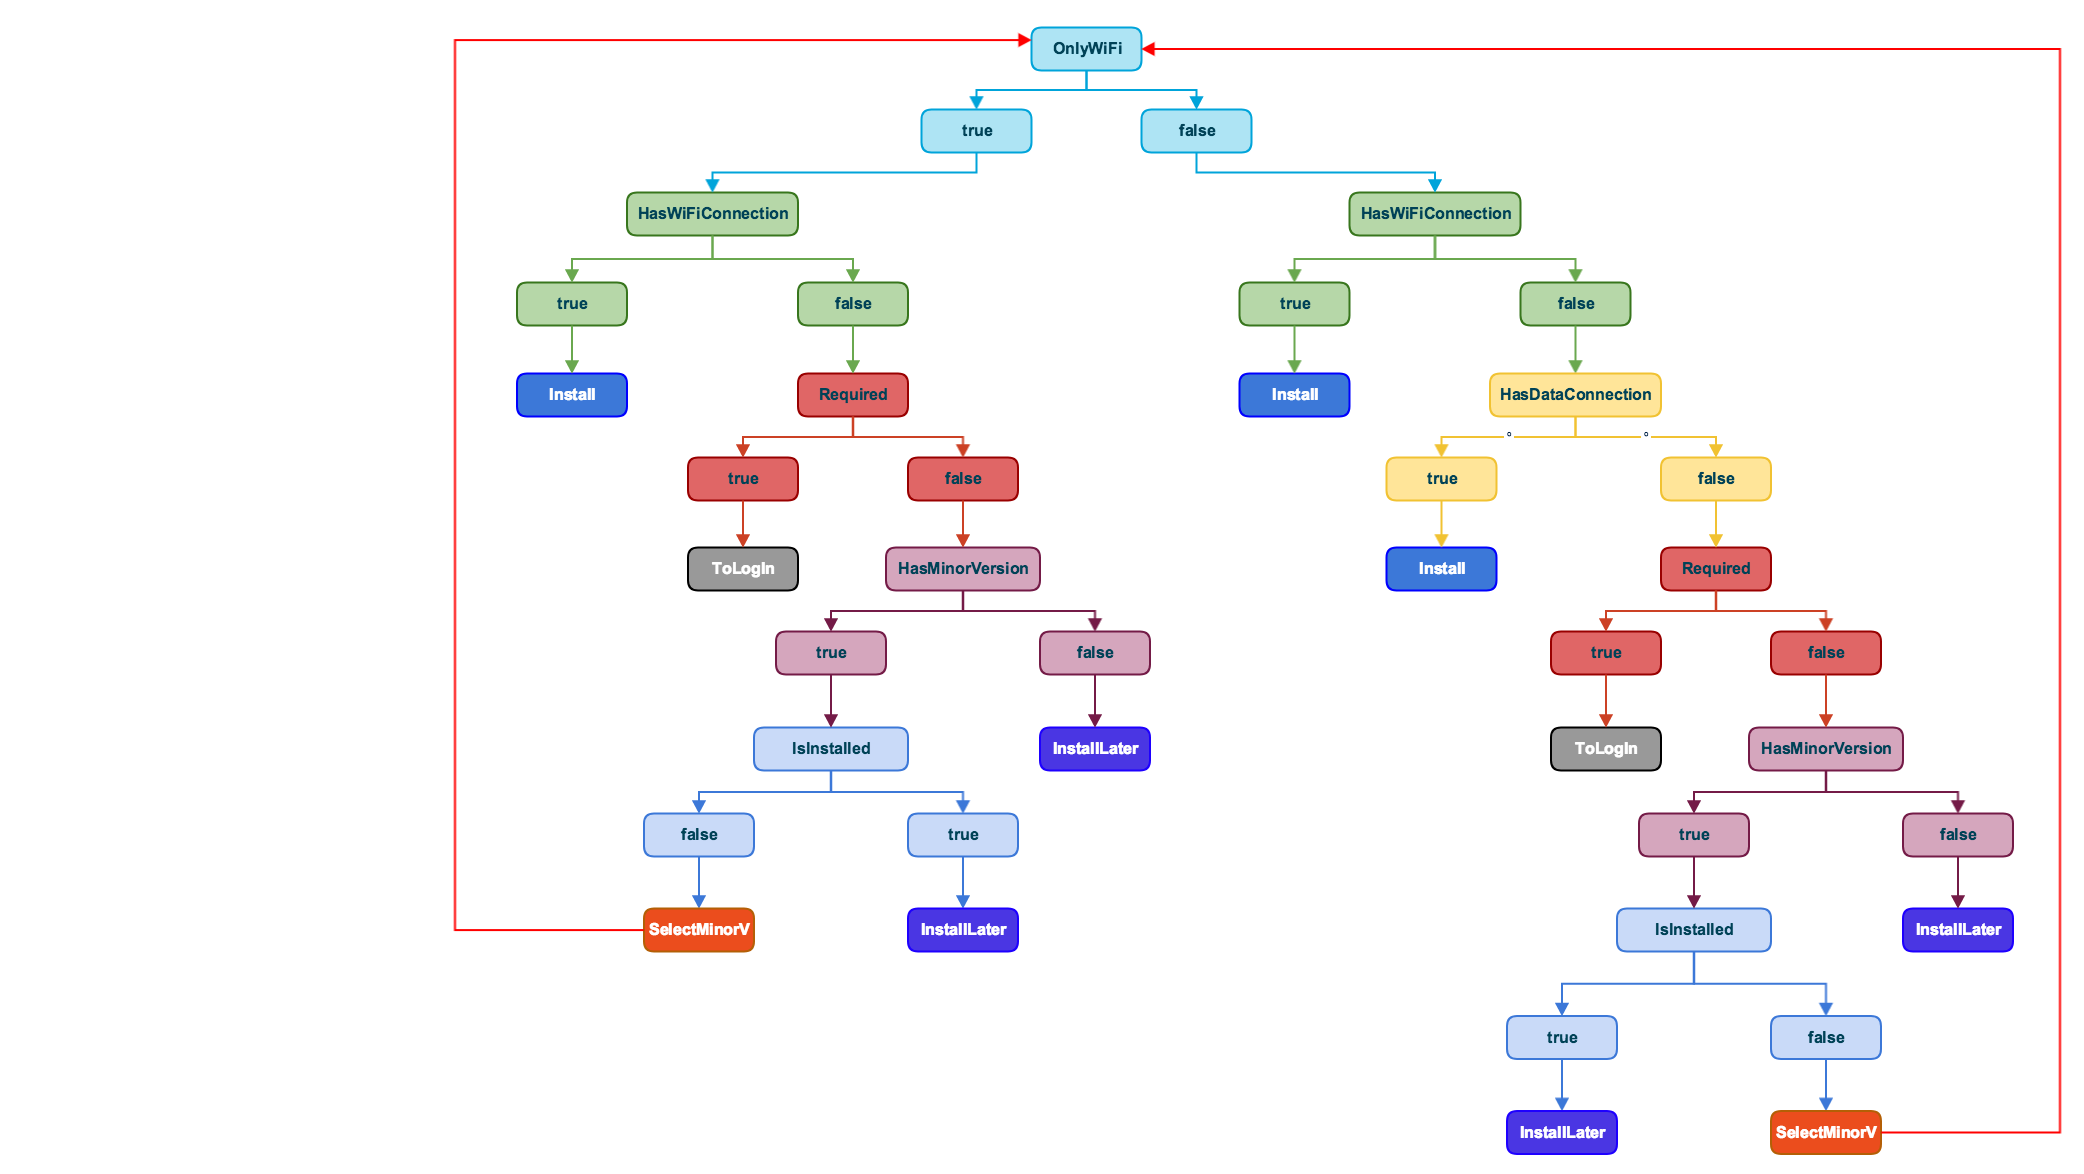 OnlyWiFi
true
false
HasWiFiConnection
HasWiFiConnection
true
false
true
false
Install
Required
Install
HasDataConnection
true
false
true
false
ToLogIn
HasMinorVersion
Install
Required
true
false
true
false
IsInstalled
InstallLater
ToLogIn
HasMinorVersion
false
true
true
false
SelectMinorV
InstallLater
IsInstalled
InstallLater
true
false
InstallLater
SelectMinorV